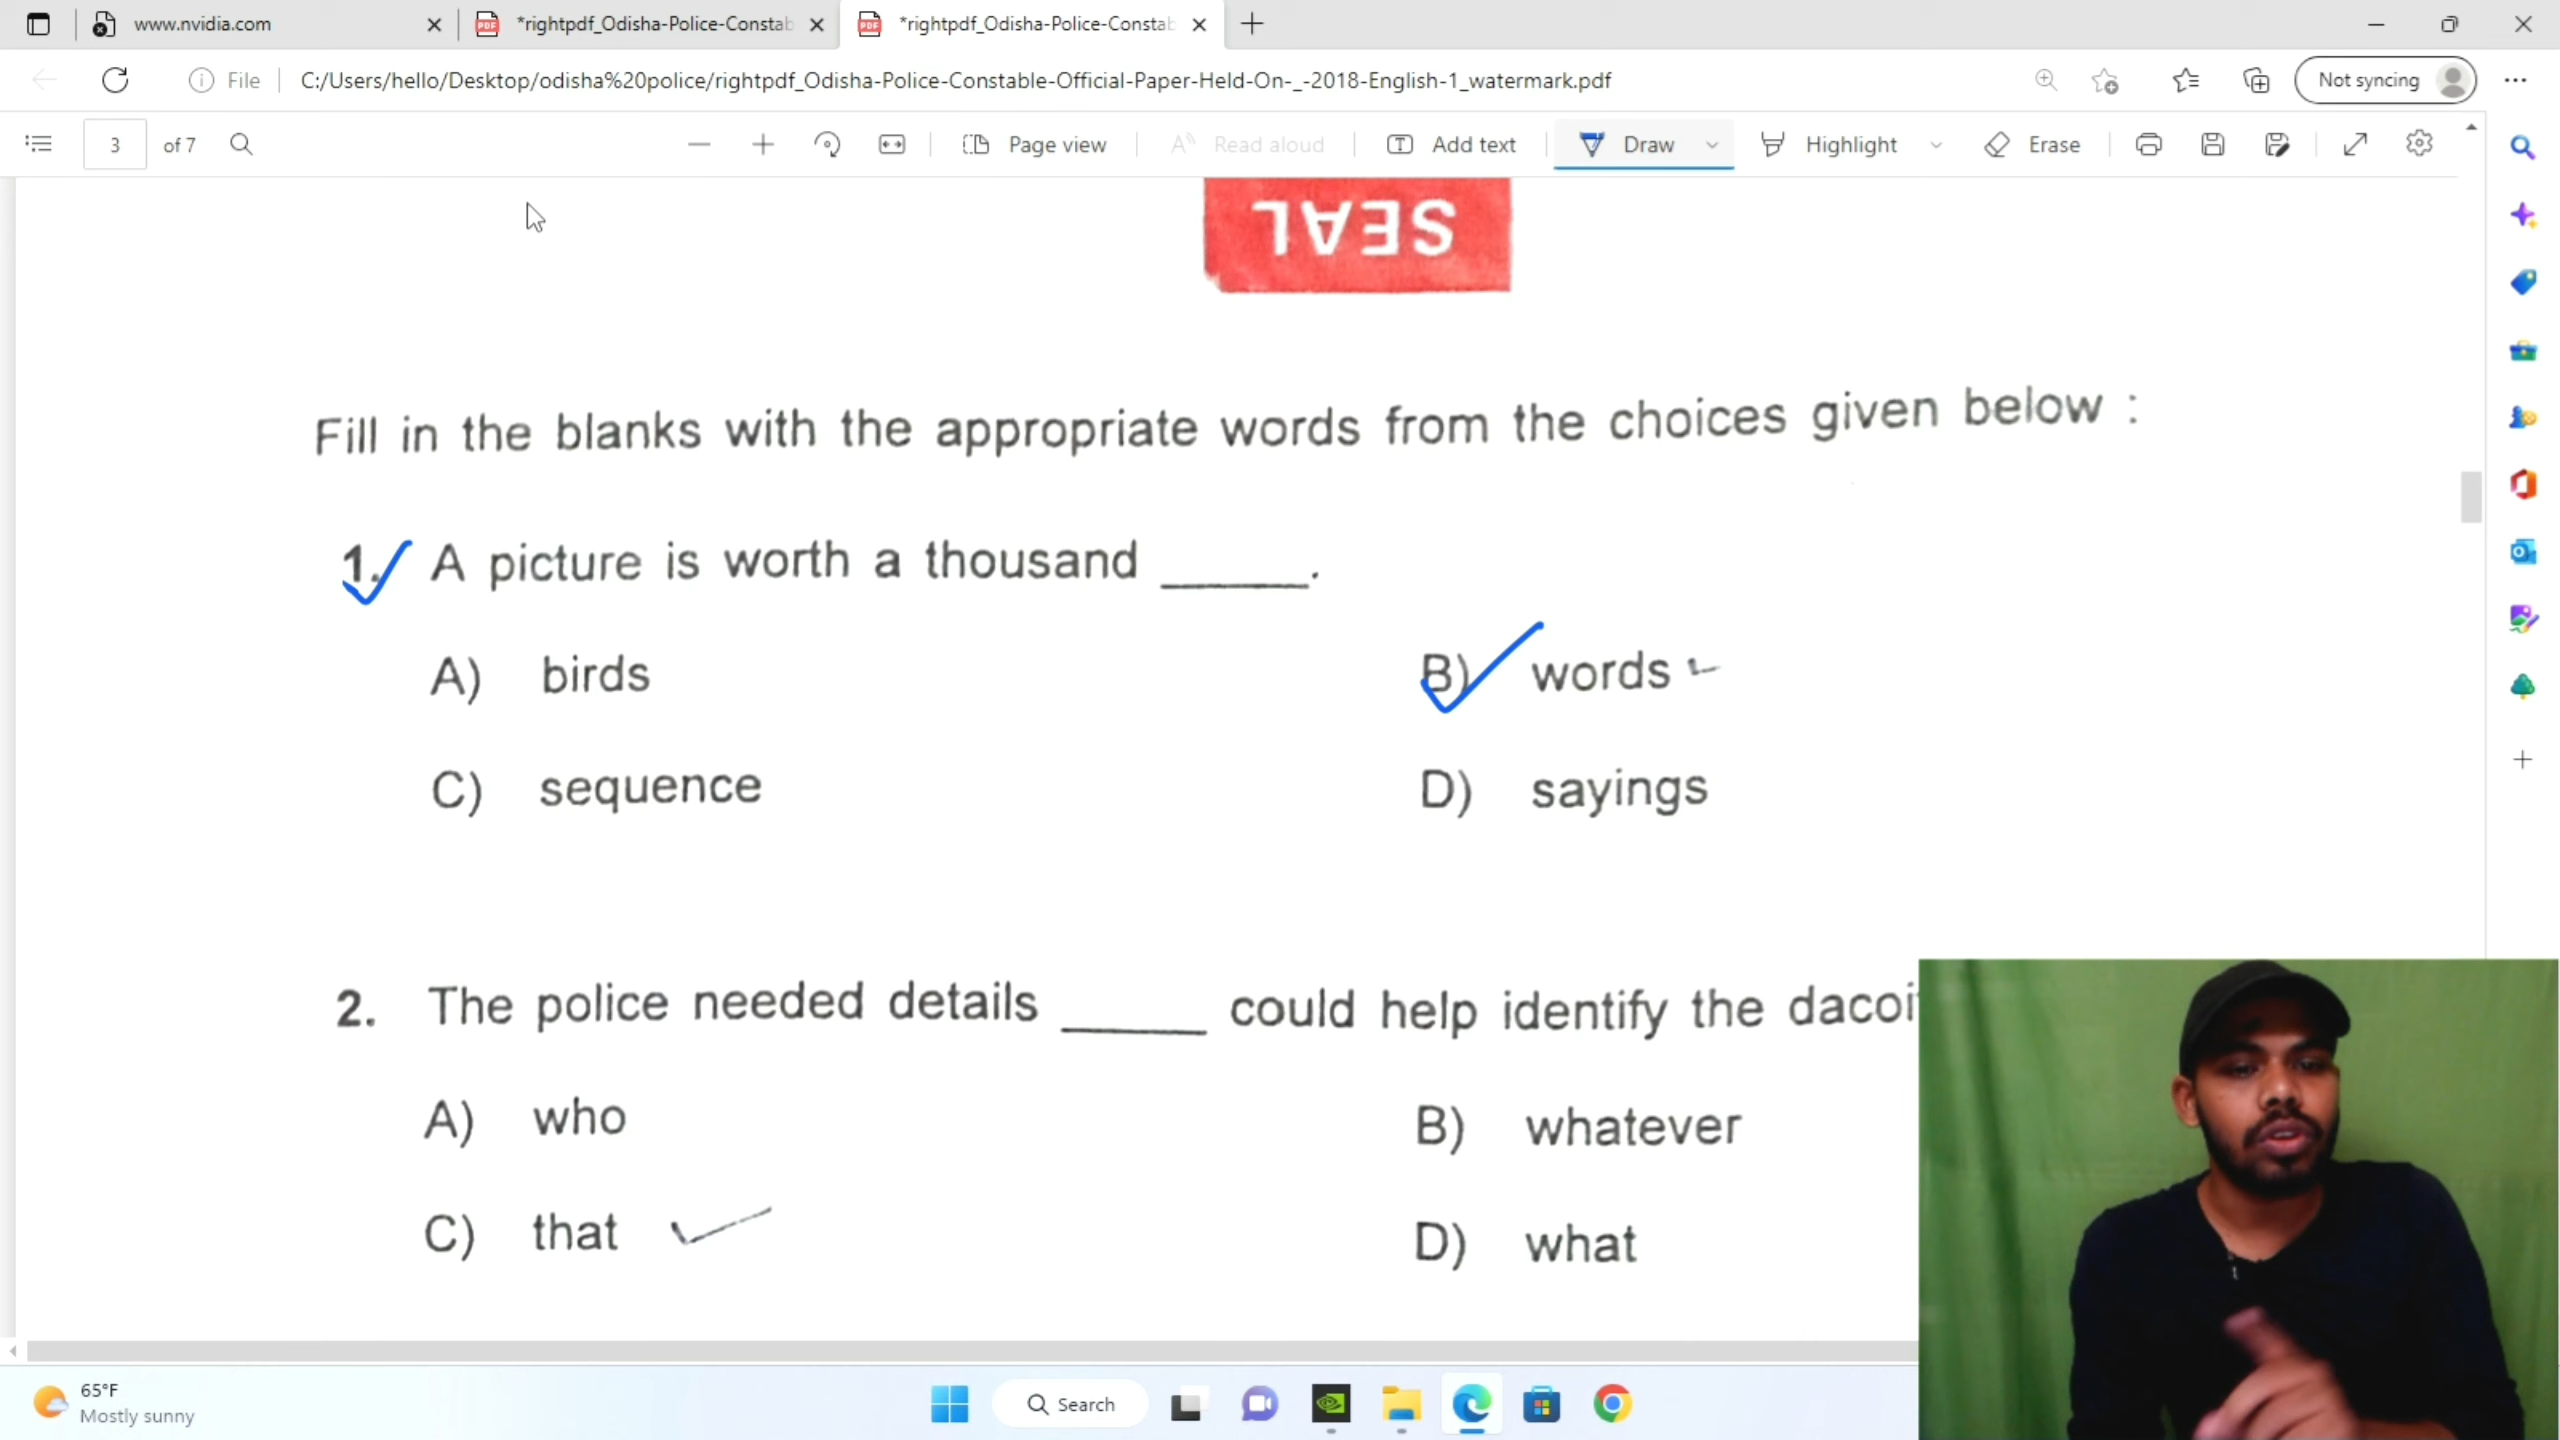 www.nvidia.com
*rightpdf_Odisha-Police-Constab
*rightpdf_Odisha-Police-Constab
File
C:/Users/hello/Desktop/odisha%20police/rightpdf_Odisha-Police-Constable-Official-Paper-Held-On-_-2018-English-1_watermark.pdf
Not syncing
3 of 7
Page view
Read aloud
Add text
Draw
Highlight
Erase
SEAL
Fill in the blanks with the appropriate words from the choices given below :
1. A picture is worth a thousand ______.
A) birds
B) words
C) sequence
D) sayings
2. The police needed details ______ could help identify the dacoi
A) who
B) whatever
C) that
D) what
65°F
Mostly sunny
Search